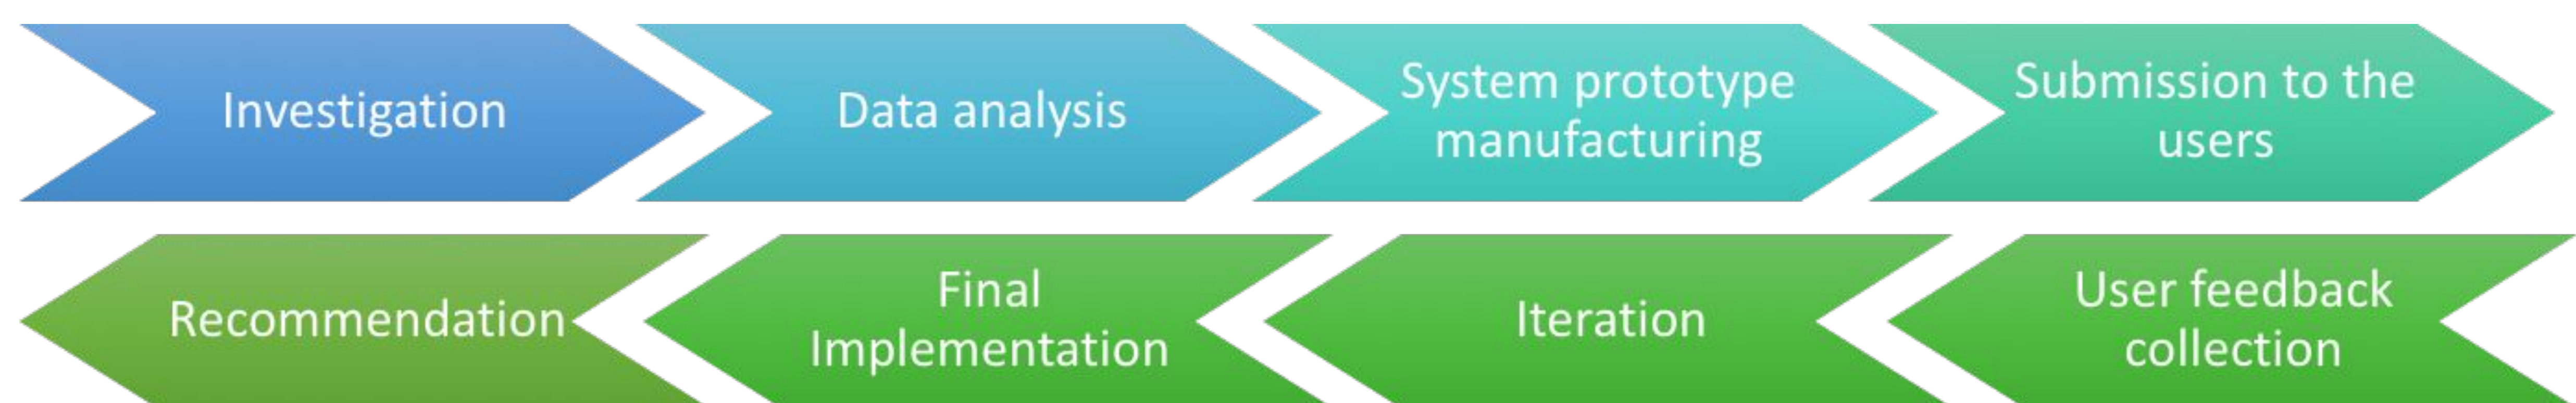 Investigation
Data analysis
System prototype
manufacturing
Submission to the
users
User feedback
collection
Iteration
Final
Implementation
Recommendation